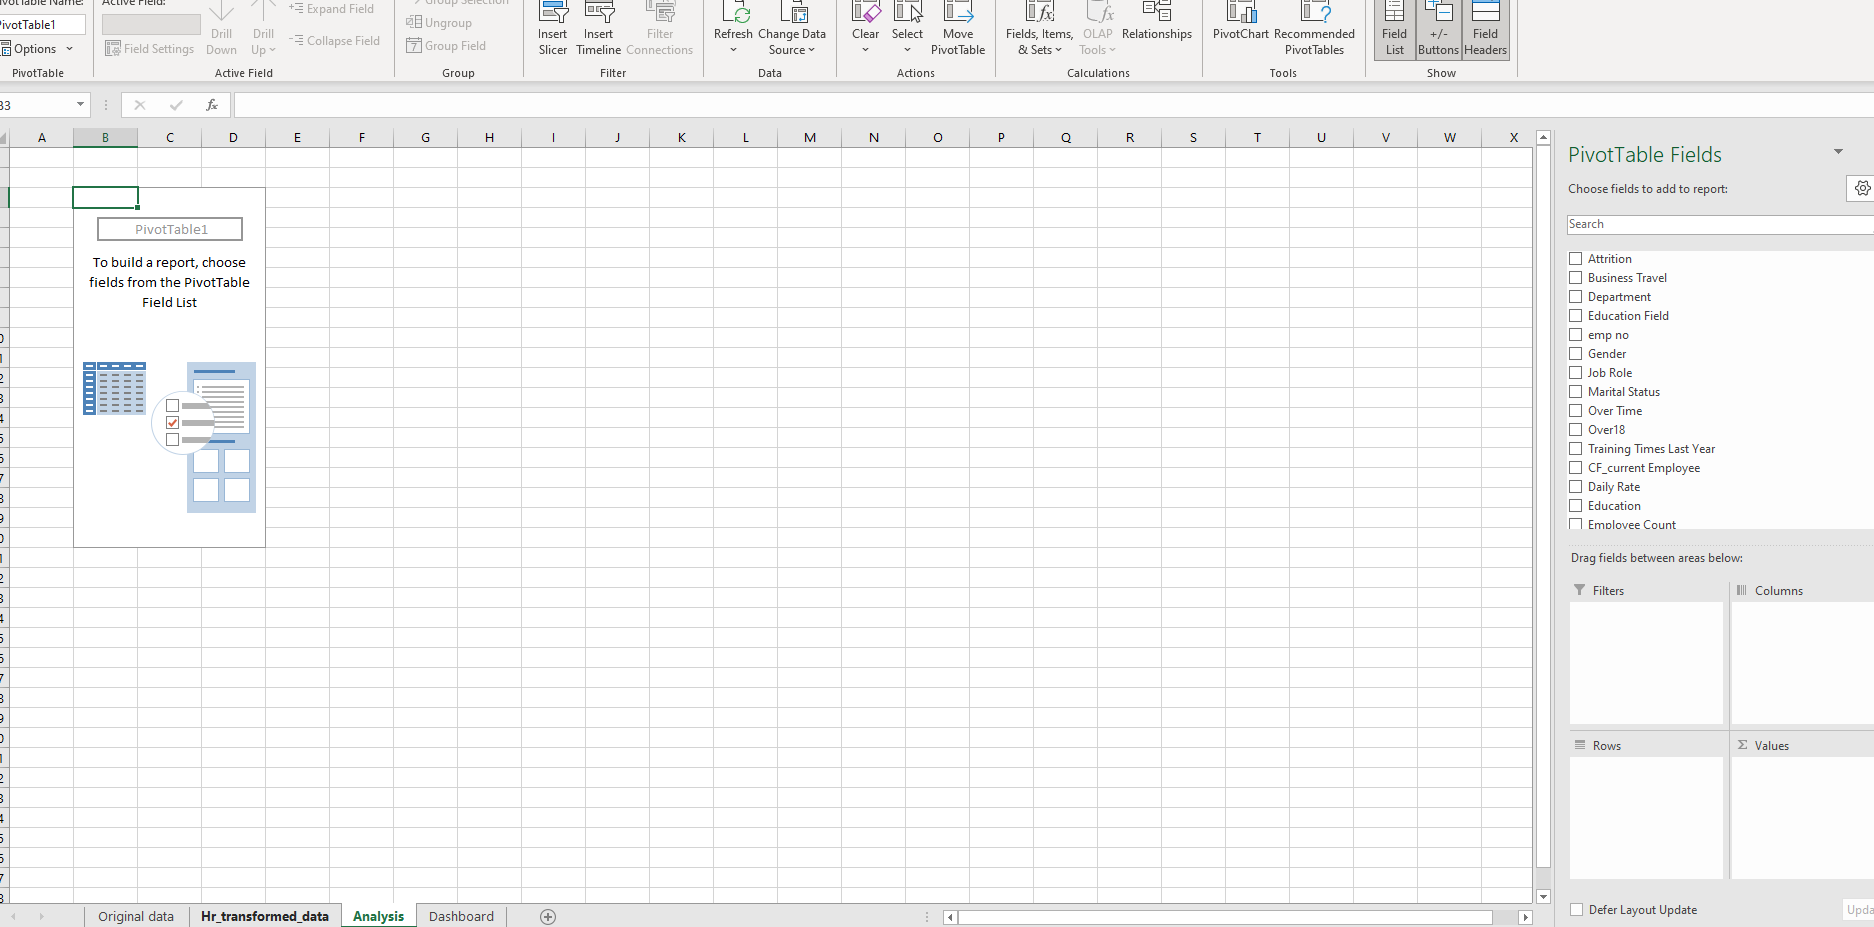 PivotTable Name:
PivotTable1
Options
PivotTable
Active Field:
Field Settings
Drill Down
Drill Up
Expand Field
Collapse Field
Active Field
Group Selection
Ungroup
7 Group Field
Group
Insert Slicer
Insert Timeline
Filter Connections
Filter
Refresh
Change Data Source
Data
Clear
Select
Move PivotTable
Actions
Fields, Items, & Sets
OLAP Tools
Relationships
Calculations
PivotChart
Recommended PivotTables
Tools
Field List
+/- Buttons
Field Headers
Show
B3
fx
A B C D E F G H I J K L M N O P Q R S T U V W X
PivotTable1
To build a report, choose
fields from the PivotTable
Field List
PivotTable Fields
Choose fields to add to report:
Search
Attrition
Business Travel
Department
Education Field
emp no
Gender
Job Role
Marital Status
Over Time
Over18
Training Times Last Year
CF_current Employee
Daily Rate
Education
Employee Count
Drag fields between areas below:
Filters
Columns
Rows
Σ Values
Defer Layout Update
Upda
Original data
Hr_transformed_data
Analysis
Dashboard